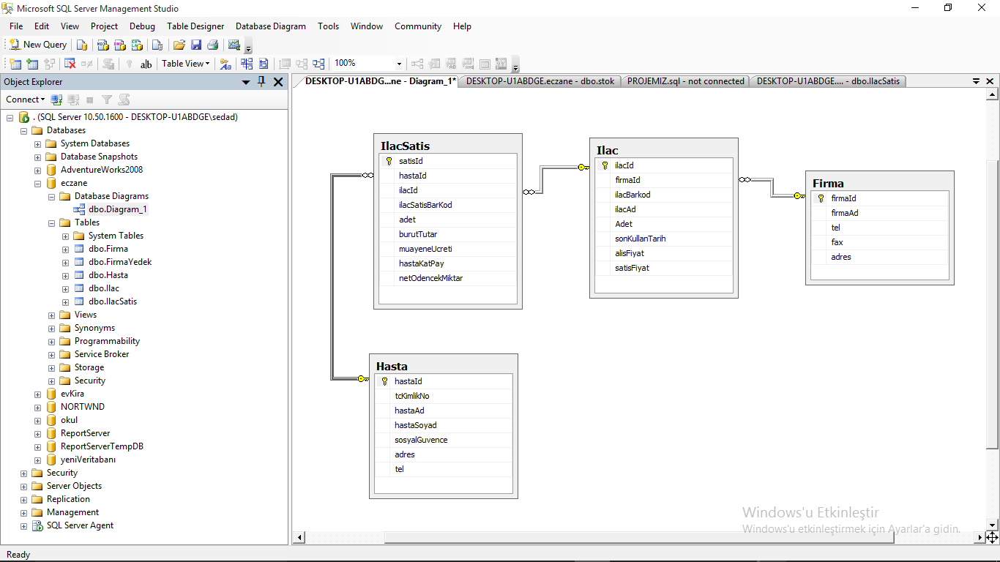 Microsoft SQL Server Management Studio
File Edit View Project Debug Table Designer Database Diagram Tools Window Community Help
New Query
ab Table View 100%
Object Explorer
DESKTOP-U1ABDG...ne - Diagram_1* DESKTOP-U1ABDGE.eczane - dbo.stok PROJEMIZ.sql - not connected DESKTOP-U1ABDGE.... - dbo.IlacSatis
Connect
. (SQL Server 10.50.1600 - DESKTOP-U1ABDGE\sedad)
Databases
System Databases
Database Snapshots
AdventureWorks2008
eczane
Database Diagrams
dbo.Diagram_1
Tables
System Tables
dbo.Firma
dbo.FirmaYedek
dbo.Hasta
dbo.Ilac
dbo.IlacSatis
Views
Synonyms
Programmability
Service Broker
Storage
Security
evKira
NORTWND
okul
ReportServer
ReportServerTempDB
yeniVeritabanı
Security
Server Objects
Replication
Management
SQL Server Agent
IlacSatis
satisId
hastaId
ilacId
ilacSatisBarKod
adet
burutTutar
muayeneUcreti
hastaKatPay
netOdencekMiktar
Ilac
ilacId
firmaId
ilacBarkod
ilacAd
Adet
sonKullanTarih
alisFiyat
satisFiyat
Firma
firmaId
firmaAd
tel
fax
adres
Hasta
hastaId
tcKimlikNo
hastaAd
hastaSoyad
sosyalGuvence
adres
tel
Windows'u Etkinleştir
Windows'u etkinleştirmek için Ayarlar'a gidin.
Ready